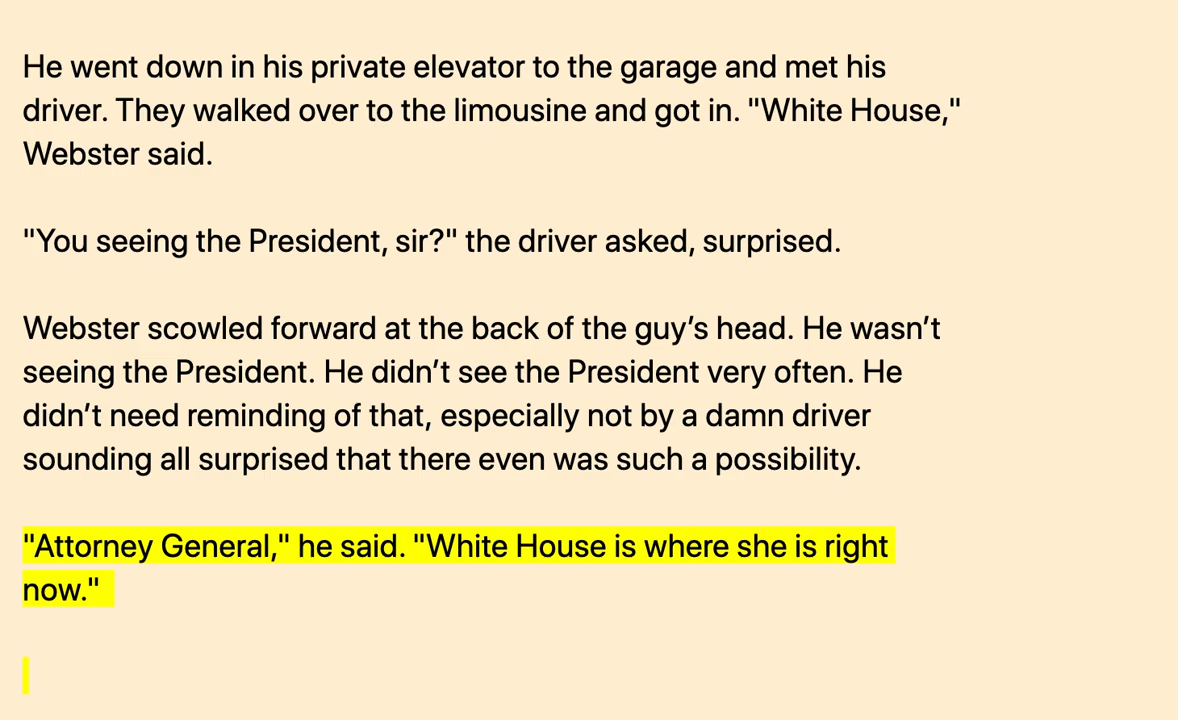 He went down in his private elevator to the garage and met his
driver. They walked over to the limousine and got in. "White House,"
Webster said.
"You seeing the President, sir?" the driver asked, surprised.
Webster scowled forward at the back of the guy’s head. He wasn’t
seeing the President. He didn’t see the President very often. He
didn’t need reminding of that, especially not by a damn driver
sounding all surprised that there even was such a possibility.
"Attorney General," he said. "White House is where she is right
now."